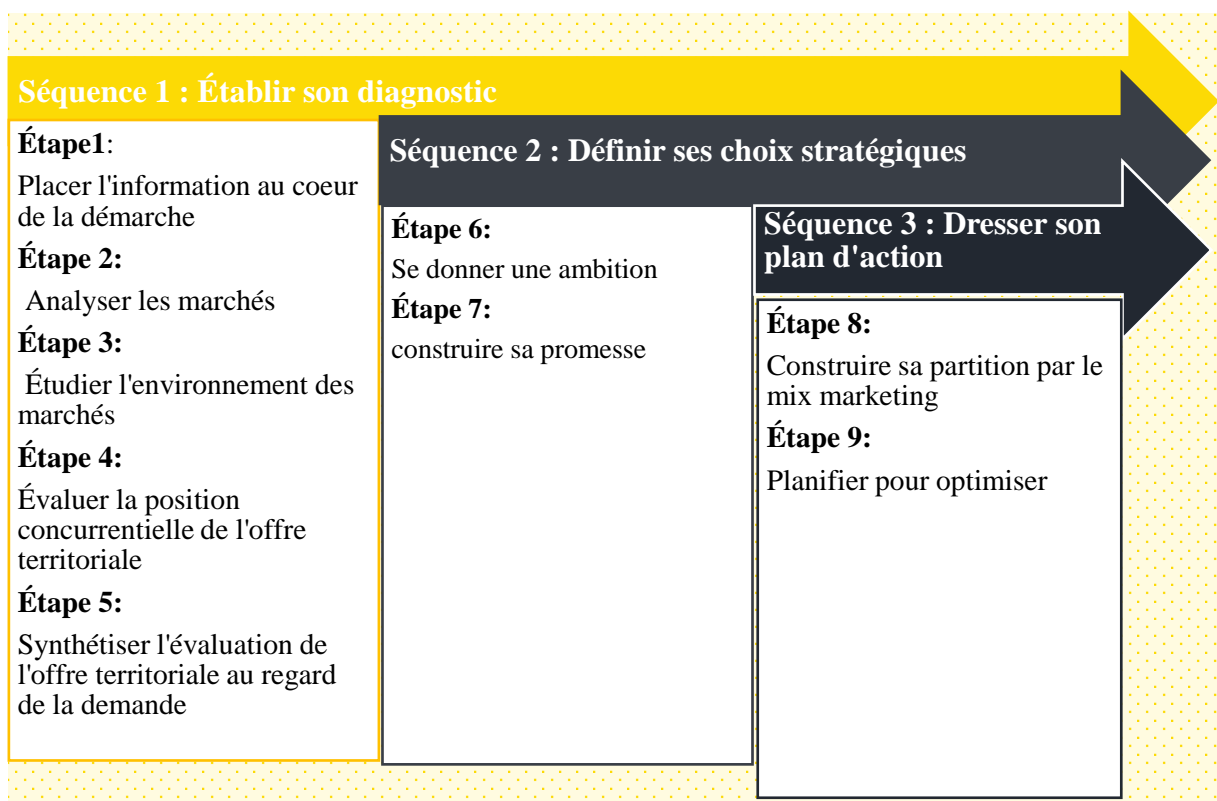 Séquence 1 : Établir son diagnostic
Étape1:
Placer l'information au coeur
de la démarche
Étape 2:
Analyser les marchés
Étape 3:
Étudier l'environnement des
marchés
Étape 4:
Évaluer la position
concurrentielle de l'offre
territoriale
Étape 5:
Synthétiser l'évaluation de
l'offre territoriale au regard
de la demande
Séquence 2 : Définir ses choix stratégiques
Étape 6:
Se donner une ambition
Étape 7:
construire sa promesse
Séquence 3 : Dresser son
plan d'action
Étape 8:
Construire sa partition par le
mix marketing
Étape 9:
Planifier pour optimiser